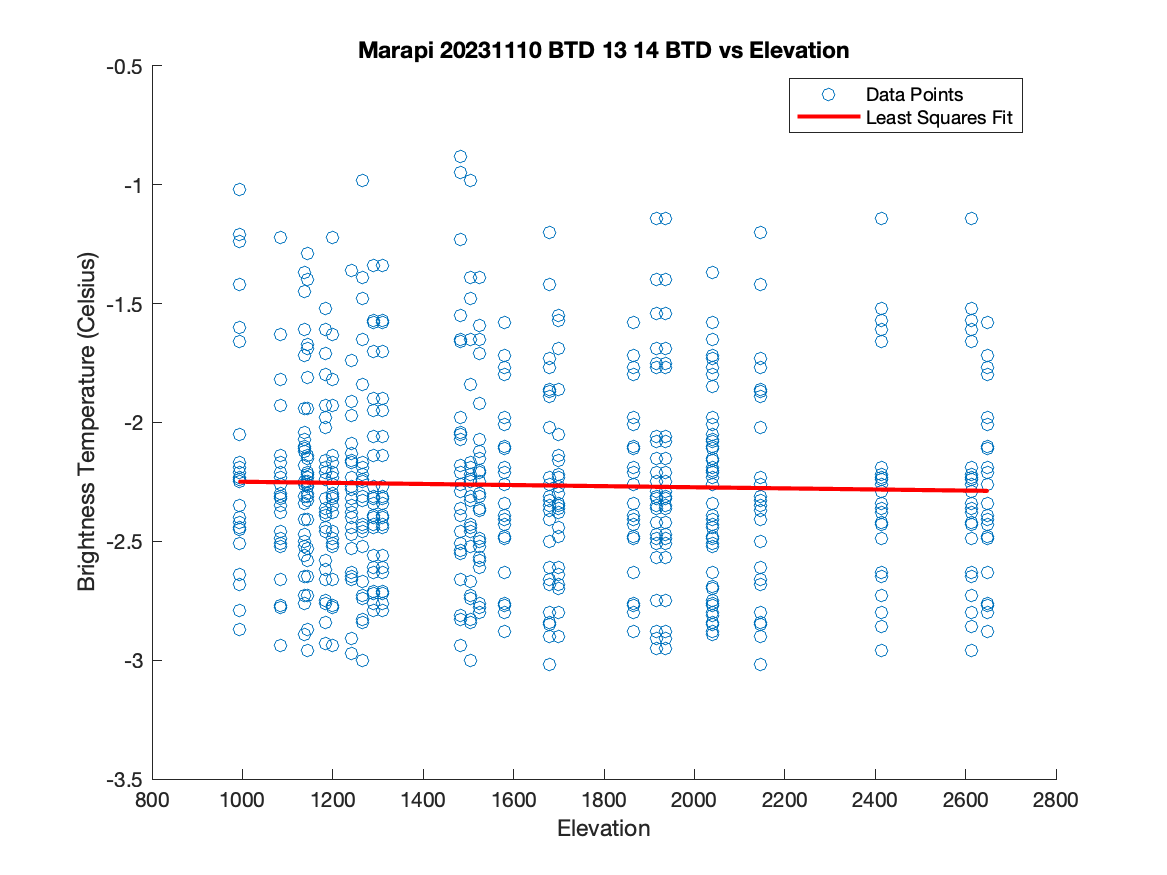 Marapi 20231110 BTD 13 14 BTD vs Elevation
Data Points
Least Squares Fit
Brightness Temperature (Celsius)
-0.5
-1
-1.5
-2
-2.5
-3
-3.5
800 1000 1200 1400 1600 1800 2000 2200 2400 2600 2800
Elevation